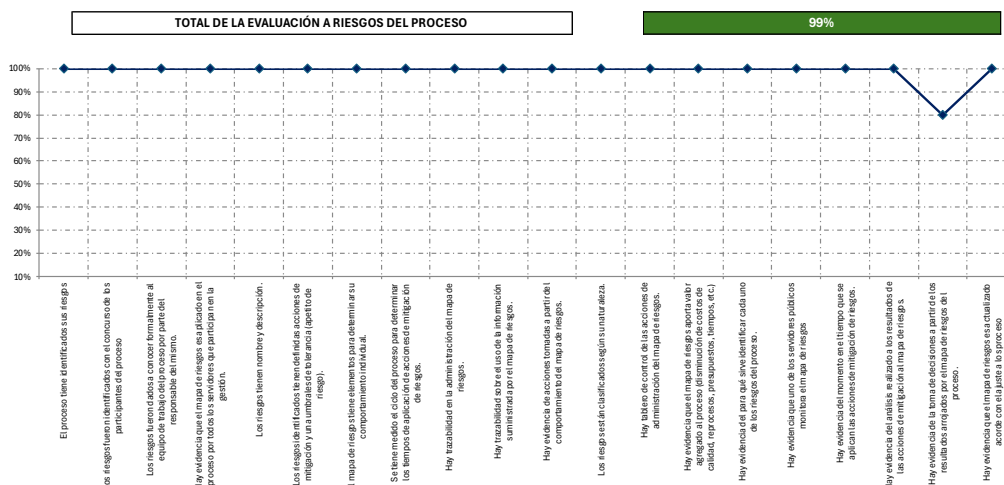 TOTAL DE LA EVALUACIÓN A RIESGOS DEL PROCESO
99%
100%
90%
80%
70%
60%
50%
40%
30%
20%
10%
El proceso tiene identificados sus riesgos
os riesgos fueron identificados con el concurso de los
participantes del proceso
Los riesgos fueron dados a conocer formalmente al
equipo de trabajo del proceso por parte del
responsable del mismo.
Hay evidencia que el mapa de riesgos es aplicado en el
proceso por todos los servidores que participan en la
gestión.
Los riesgos tienen nombre y descripción.
Los riesgos identificados tienen definidas acciones de
mitigación y unas umbrales de tolerancia (apetito de
riesgo).
l mapa de riesgos tiene elementos para determinar su
comportamiento individual.
Se tiene medido el ciclo del proceso para determinar
los tiempos de aplicación de acciones de mitigación
de riesgos.
Hay trazabilidad en la administración del mapa de
riesgos.
Hay trazabilidad sobre el uso de la información
suministrada por el mapa de riesgos.
Hay evidencia de acciones tomadas a partir del
comportamiento del mapa de riesgos.
Los riesgos están clasificados según su naturaleza.
Hay tablero de control de las acciones de
administración del mapa de riesgos.
Hay evidencia que el mapa de riesgos aporta valor
agregado al proceso (disminución de costos de
calidad, reprocesos, presupuestos, tiempos, etc.)
Hay evidencia del para qué sirve identificar cada uno
de los riesgos del proceso.
Hay evidencia que uno de los servidores públicos
monitorea el mapa de riesgos
Hay evidencia del momento en el tiempo que se
aplican las acciones de mitigación de riesgos.
Hay evidencia del análisis realizado a los resultados de
las acciones de mitigación al mapa de riesgos.
Hay evidencia de la toma de decisiones a partir de los
resultados arrojados por el mapa de riesgos del
proceso.
Hay evidencia que el mapa de riesgos es actualizado
acorde con el ajuste a los proceso